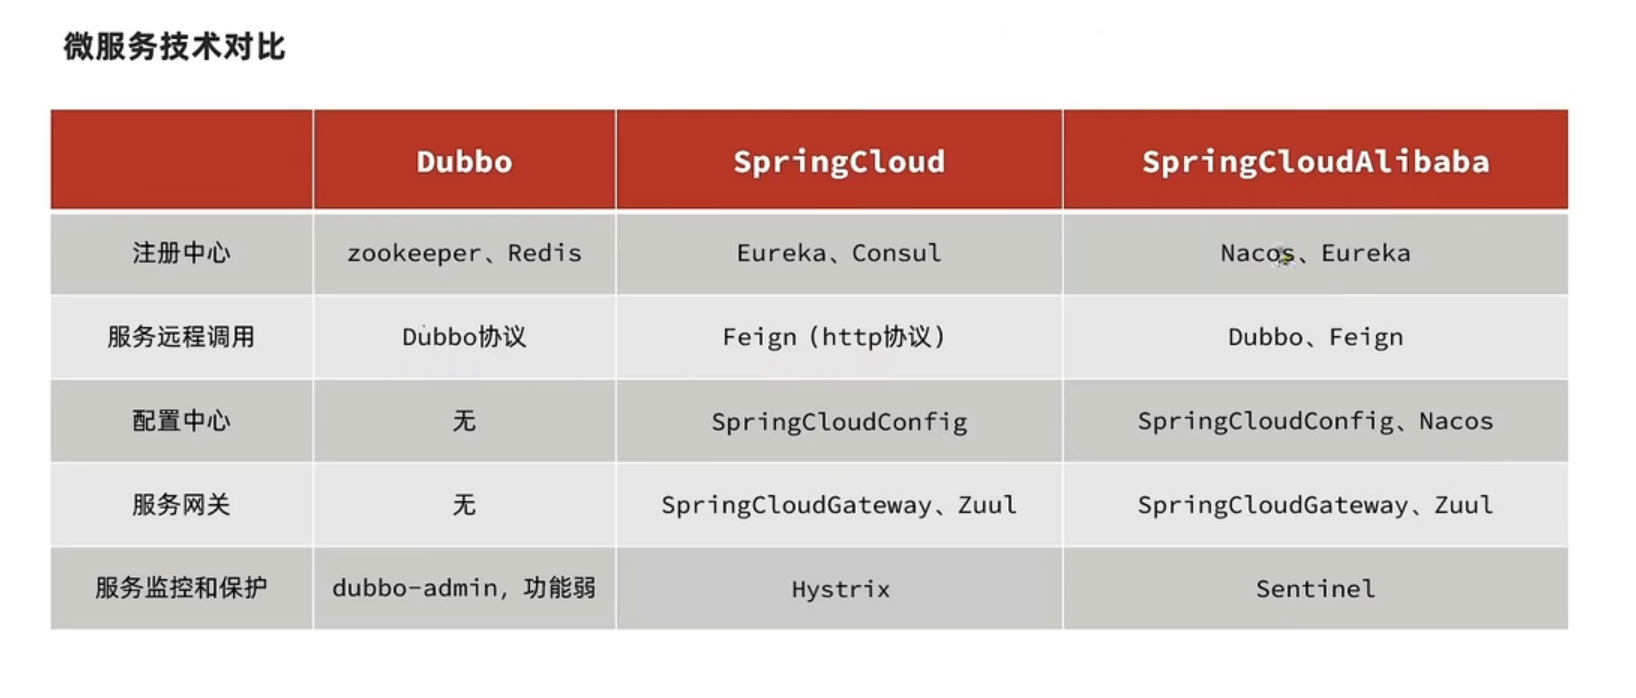 微服务技术对比
Dubbo SpringCloud SpringCloudAlibaba
注册中心 zookeeper、Redis Eureka、Consul Nacos、Eureka
服务远程调用 Dubbo协议 Feign（http协议） Dubbo、Feign
配置中心 无 SpringCloudConfig SpringCloudConfig、Nacos
服务网关 无 SpringCloudGateway、Zuul SpringCloudGateway、Zuul
服务监控和保护 dubbo-admin，功能弱 Hystrix Sentinel